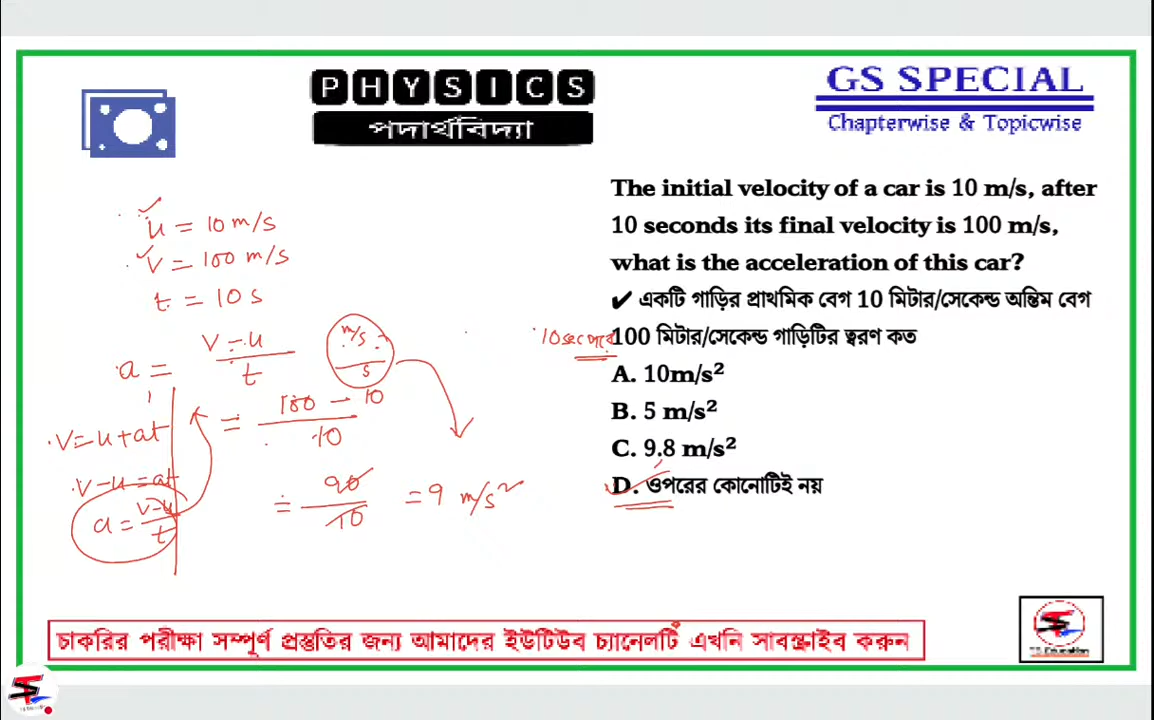 PHYSICS
পদার্থবিদ্যা
GS SPECIAL
Chapterwise & Topicwise
u = 10 m/s
v = 100 m/s
t = 10 s
a = v-u / t
m/s / s
= 100 - 10 / 10
= 90 / 10 = 9 m/s²
v = u + at
v - u = at
a = v-u / t
The initial velocity of a car is 10 m/s, after
10 seconds its final velocity is 100 m/s,
what is the acceleration of this car?
✔ একটি গাড়ির প্রাথমিক বেগ 10 মিটার/সেকেন্ড অন্তিম বেগ
10 সেঃ পরে
100 মিটার/সেকেন্ড গাড়িটির ত্বরণ কত
A. 10m/s²
B. 5 m/s²
C. 9.8 m/s²
D. ওপরের কোনোটিই নয়
চাকরির পরীক্ষা সম্পূর্ণ প্রস্তুতির জন্য আমাদের ইউটিউব চ্যানেলটি এখনি সাবস্ক্রাইব করুন